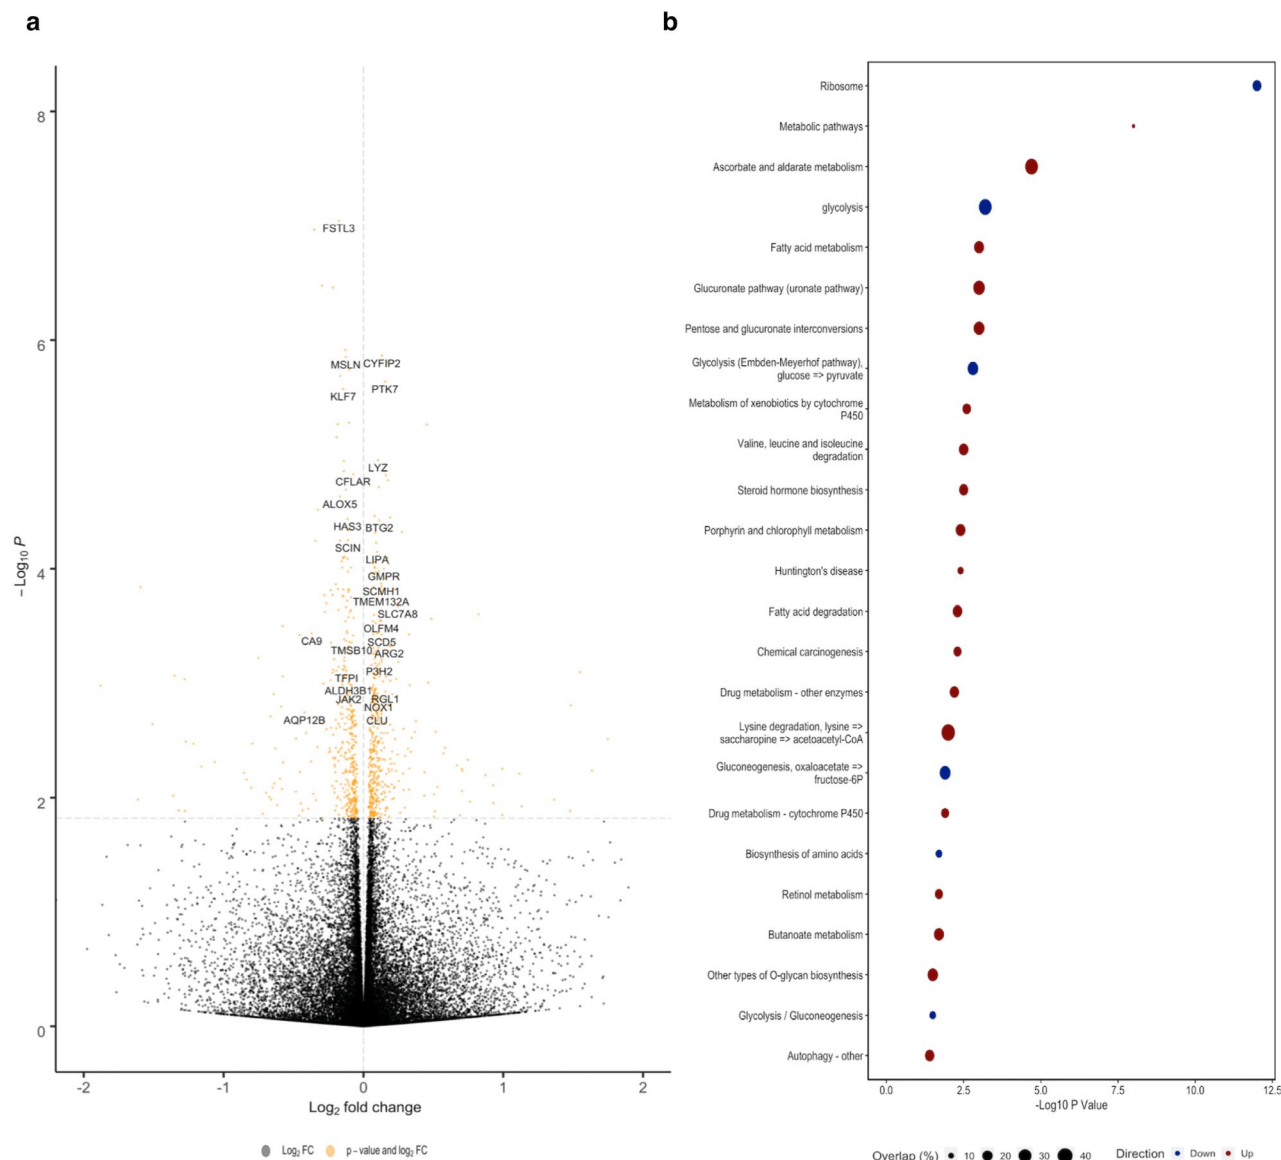 a
8
6
4
2
0
-2
-1
0
1
2
−Log10 P
Log2 fold change
FSTL3
MSLN CYFIP2
PTK7
KLF7
LYZ
CFLAR
ALOX5
HAS3 BTG2
SCIN
LIPA
GMPR
SCMH1
TMEM132A
SLC7A8
OLFM4
CA9
SCD5
TMSB10
ARG2
P3H2
TFPI
ALDH3B1
JAK2 RGL1
NOX1
AQP12B
CLU
Log2 FC
p − value and log2 FC
b
Ribosome
Metabolic pathways
Ascorbate and aldarate metabolism
glycolysis
Fatty acid metabolism
Glucuronate pathway (uronate pathway)
Pentose and glucuronate interconversions
Glycolysis (Embden-Meyerhof pathway),
glucose => pyruvate
Metabolism of xenobiotics by cytochrome
P450
Valine, leucine and isoleucine
degradation
Steroid hormone biosynthesis
Porphyrin and chlorophyll metabolism
Huntington's disease
Fatty acid degradation
Chemical carcinogenesis
Drug metabolism - other enzymes
Lysine degradation, lysine =>
saccharopine => acetoacetyl-CoA
Gluconeogenesis, oxaloacetate =>
fructose-6P
Drug metabolism - cytochrome P450
Biosynthesis of amino acids
Retinol metabolism
Butanoate metabolism
Other types of O-glycan biosynthesis
Glycolysis / Gluconeogenesis
Autophagy - other
0.0 2.5 5.0 7.5 10.0 12.5
-Log10 P Value
Overlap (%) 10 20 30 40 Direction Down Up